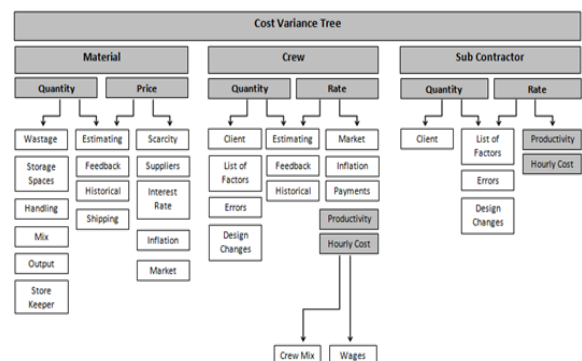 Cost Variance Tree
Material
Crew
Sub Contractor
Quantity
Price
Quantity
Rate
Quantity
Rate
Wastage
Storage
Spaces
Handling
Mix
Output
Store
Keeper
Estimating
Feedback
Historical
Shipping
Scarcity
Suppliers
Interest
Rate
Inflation
Market
Client
List of
Factors
Errors
Design
Changes
Estimating
Feedback
Historical
Market
Inflation
Payments
Productivity
Hourly Cost
Crew Mix
Wages
Client
List of
Factors
Errors
Design
Changes
Productivity
Hourly Cost